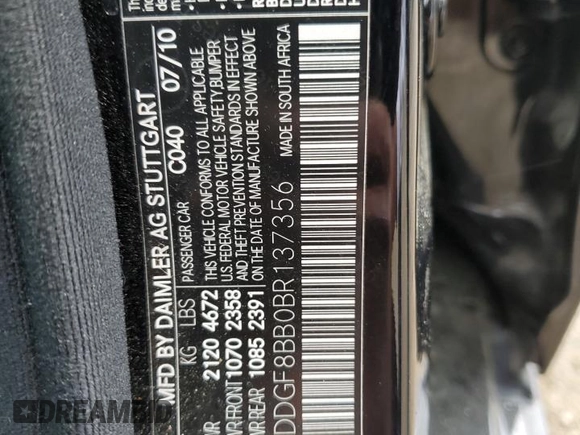 MFD BY DAIMLER AG STUTTGART
C040 07/10
KG LBS PASSENGER CAR
2120 4672
FRONT 1070 2358
REAR 1085 2391
THIS VEHICLE CONFORMS TO ALL APPLICABLE
U.S. FEDERAL MOTOR VEHICLE SAFETY, BUMPER
AND THEFT PREVENTION STANDARDS IN EFFECT
ON THE DATE OF MANUFACTURE SHOWN ABOVE
DDGF8BB0BR137356
MADE IN SOUTH AFRICA
DREAMBID